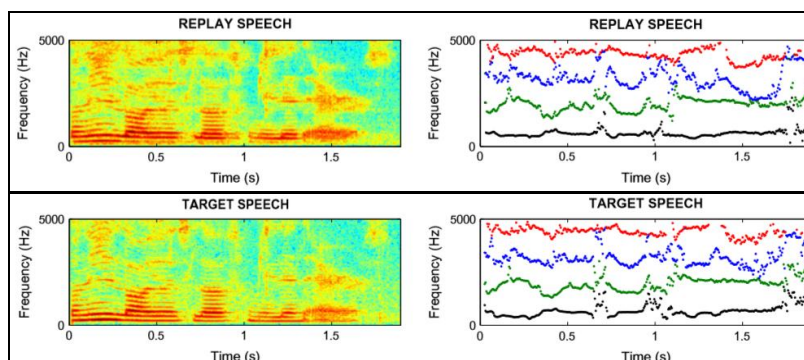 REPLAY SPEECH
5000
Frequency (Hz)
0
0 0.5 1 1.5
Time (s)
REPLAY SPEECH
5000
Frequency (Hz)
0
0 0.5 1 1.5
Time (s)
TARGET SPEECH
5000
Frequency (Hz)
0
0 0.5 1 1.5
Time (s)
TARGET SPEECH
5000
Frequency (Hz)
0
0 0.5 1 1.5
Time (s)